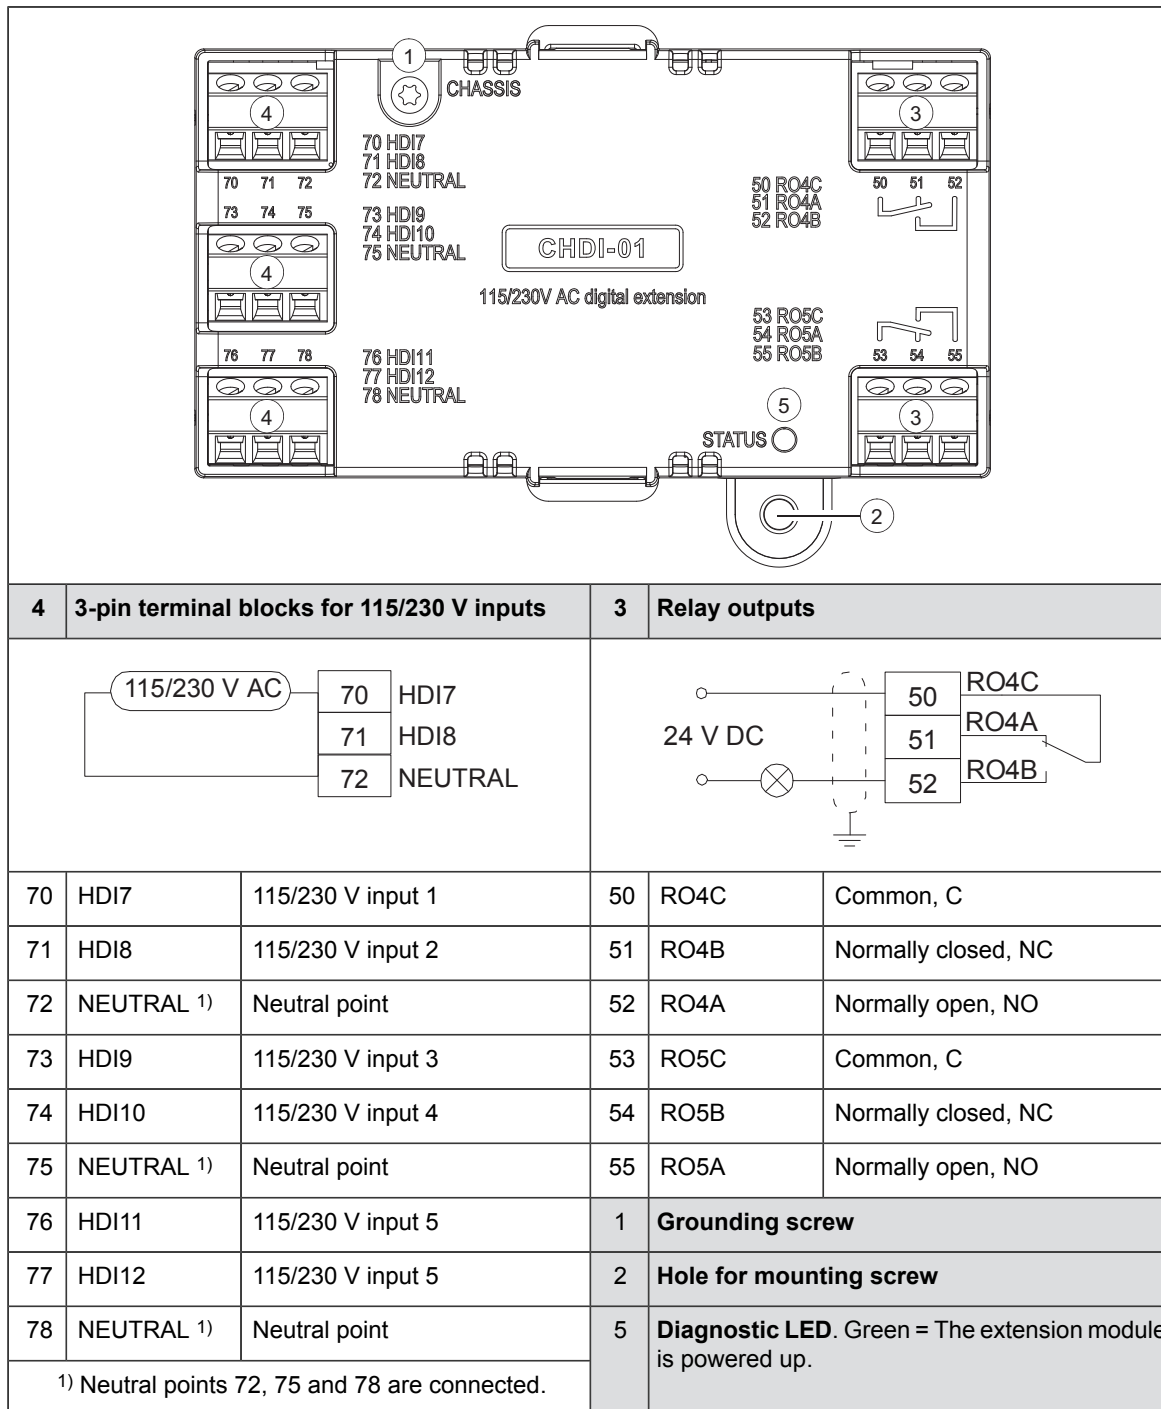 1
CHASSIS
4
3
70 HDI7
71 HDI8
72 NEUTRAL
70 71 72
50 RO4C
51 RO4A
52 RO4B
50 51 52
73 74 75
73 HDI9
74 HDI10
75 NEUTRAL
CHDI-01
4
115/230V AC digital extension
53 RO5C
54 RO5A
55 RO5B
53 54 55
76 77 78
76 HDI11
77 HDI12
78 NEUTRAL
4
5
3
STATUS
2
4 3-pin terminal blocks for 115/230 V inputs
3 Relay outputs
115/230 V AC
70 HDI7
71 HDI8
72 NEUTRAL
24 V DC
50 RO4C
51 RO4A
52 RO4B
70 HDI7 115/230 V input 1
50 RO4C Common, C
71 HDI8 115/230 V input 2
51 RO4B Normally closed, NC
72 NEUTRAL 1) Neutral point
52 RO4A Normally open, NO
73 HDI9 115/230 V input 3
53 RO5C Common, C
74 HDI10 115/230 V input 4
54 RO5B Normally closed, NC
75 NEUTRAL 1) Neutral point
55 RO5A Normally open, NO
76 HDI11 115/230 V input 5
1 Grounding screw
77 HDI12 115/230 V input 5
2 Hole for mounting screw
78 NEUTRAL 1) Neutral point
5 Diagnostic LED. Green = The extension module
is powered up.
1) Neutral points 72, 75 and 78 are connected.